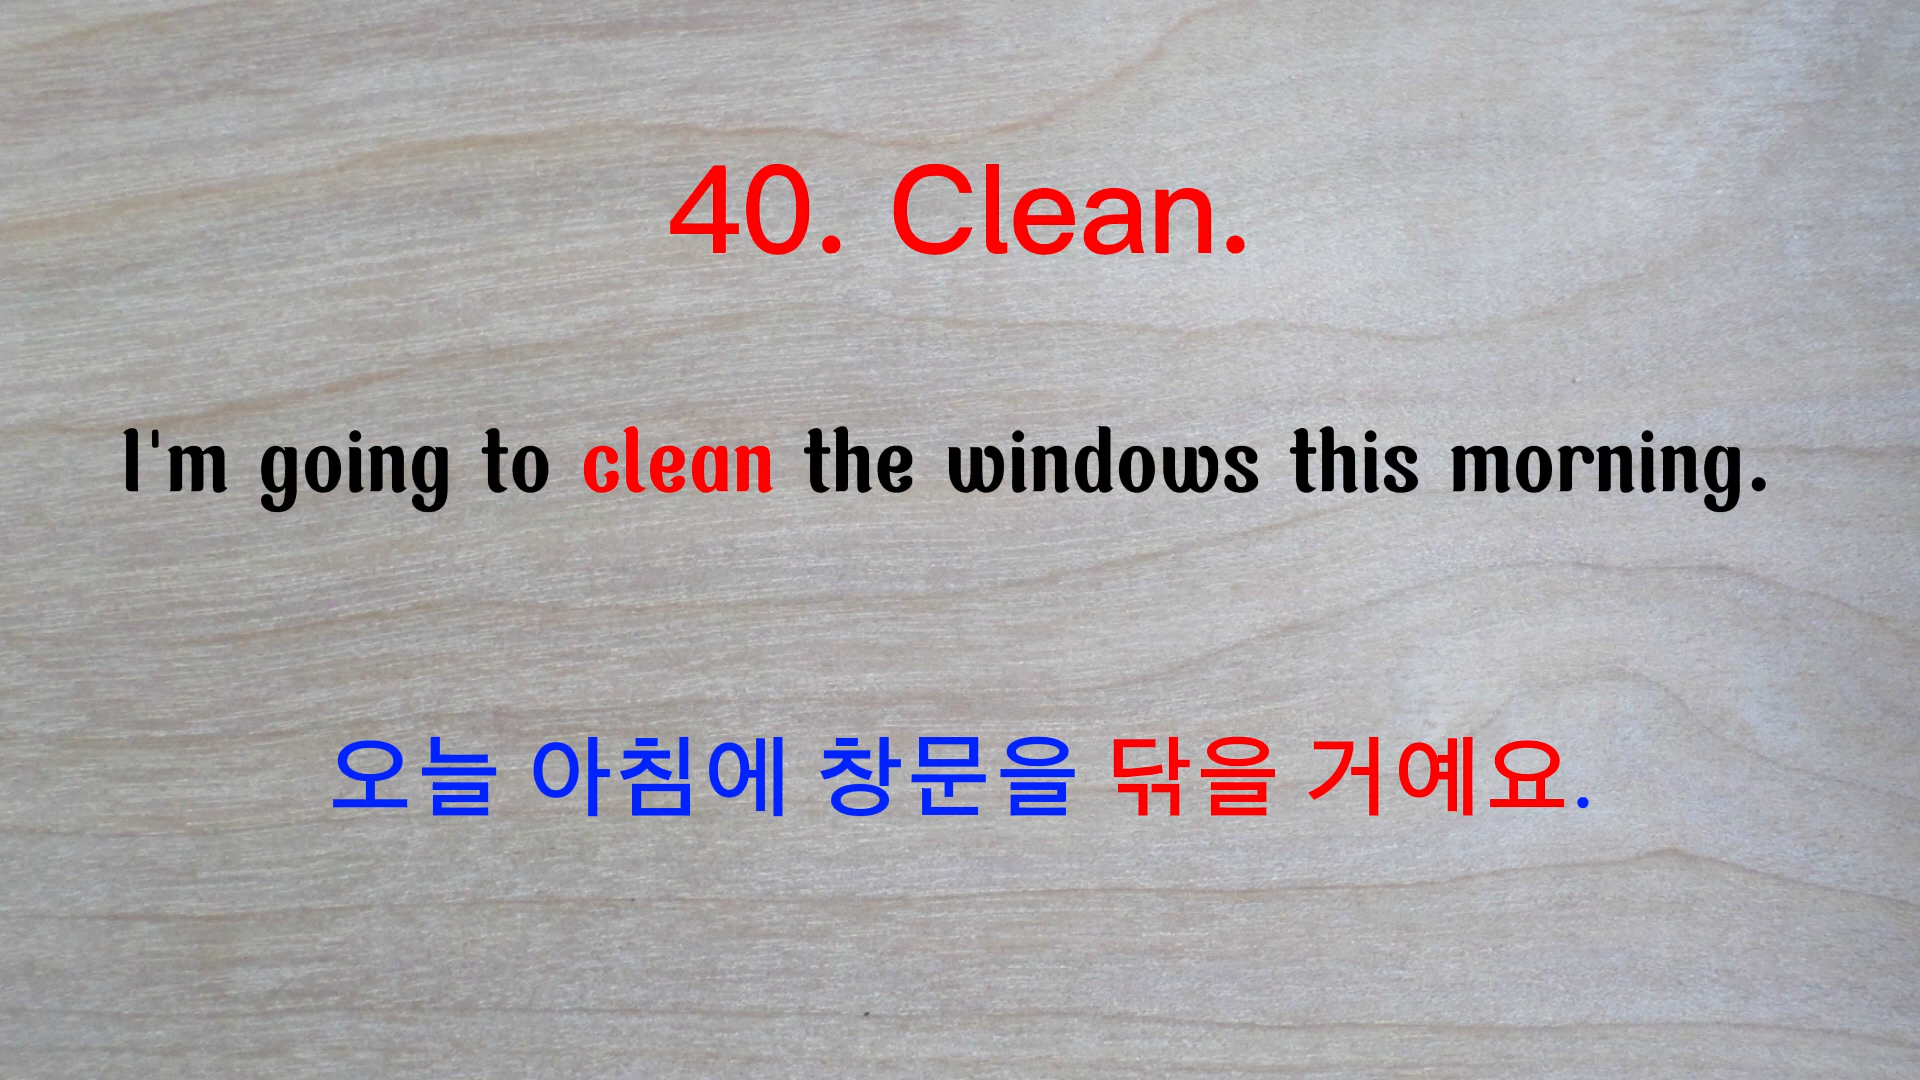 40. Clean.
I'm going to clean the windows this morning.
오늘 아침에 창문을 닦을 거예요.